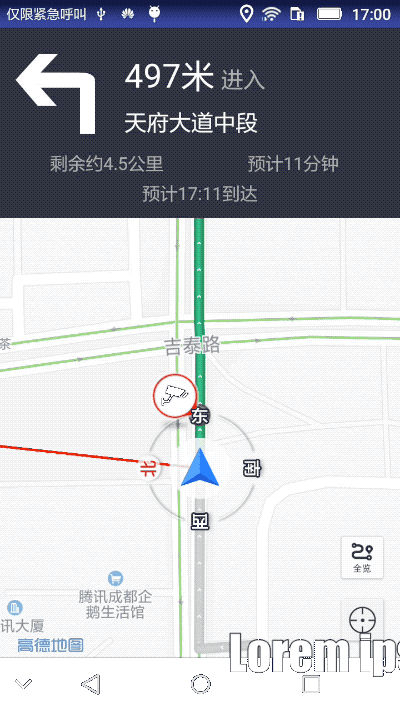 仅限紧急呼叫 17:00
497米 进入
天府大道中段
剩余约4.5公里 预计11分钟
预计17:11到达
茶
吉泰路
东
北
南
西
全览
腾讯成都企
鹅生活馆
讯大厦
高德地图
Lorem ips